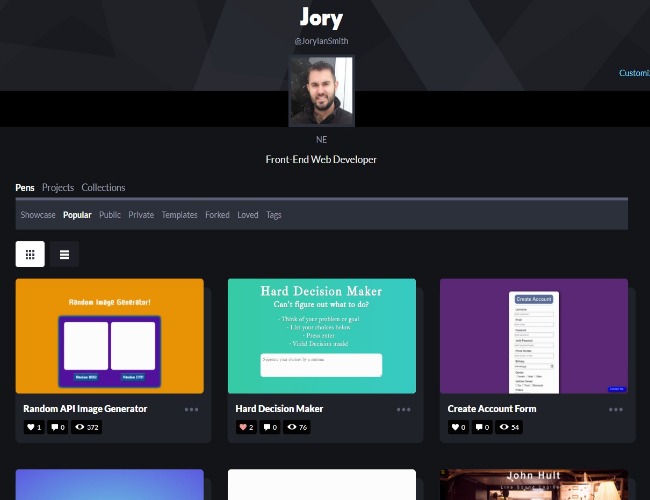 Jory
@JoryIanSmith
Customi
NE
Front-End Web Developer
Pens Projects Collections
Showcase Popular Public Private Templates Forked Loved Tags
Random Image Generator!
Hard Decision Maker
Can't figure out what to do?
- Think of your problem or goal
- List your choices below
- Press enter
- Voila! Decision made!
Create Account
Random API Image Generator
1 0 372
Hard Decision Maker
2 0 76
Create Account Form
0 0 54
John Hult